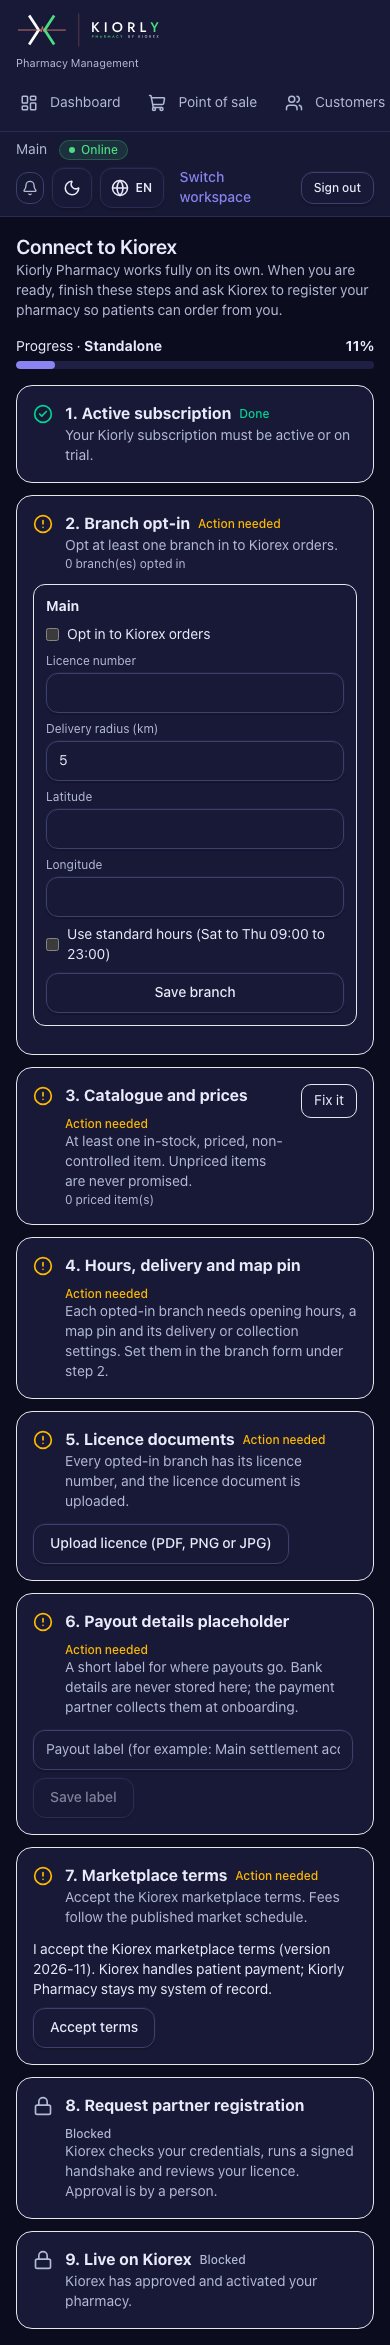 KIORLY
PHARMACY BY KIOREX
Pharmacy Management
Dashboard Point of sale Customers
Main Online
EN Switch workspace Sign out
Connect to Kiorex
Kiorly Pharmacy works fully on its own. When you are
ready, finish these steps and ask Kiorex to register your
pharmacy so patients can order from you.
Progress · Standalone 11%
1. Active subscription Done
Your Kiorly subscription must be active or on
trial.
2. Branch opt-in Action needed
Opt at least one branch in to Kiorex orders.
0 branch(es) opted in
Main
Opt in to Kiorex orders
Licence number
Delivery radius (km)
5
Latitude
Longitude
Use standard hours (Sat to Thu 09:00 to
23:00)
Save branch
3. Catalogue and prices Fix it
Action needed
At least one in-stock, priced, non-
controlled item. Unpriced items
are never promised.
0 priced item(s)
4. Hours, delivery and map pin
Action needed
Each opted-in branch needs opening hours, a
map pin and its delivery or collection
settings. Set them in the branch form under
step 2.
5. Licence documents Action needed
Every opted-in branch has its licence
number, and the licence document is
uploaded.
Upload licence (PDF, PNG or JPG)
6. Payout details placeholder
Action needed
A short label for where payouts go. Bank
details are never stored here; the payment
partner collects them at onboarding.
Payout label (for example: Main settlement acc
Save label
7. Marketplace terms Action needed
Accept the Kiorex marketplace terms. Fees
follow the published market schedule.
I accept the Kiorex marketplace terms (version
2026-11). Kiorex handles patient payment; Kiorly
Pharmacy stays my system of record.
Accept terms
8. Request partner registration
Blocked
Kiorex checks your credentials, runs a signed
handshake and reviews your licence.
Approval is by a person.
9. Live on Kiorex Blocked
Kiorex has approved and activated your
pharmacy.